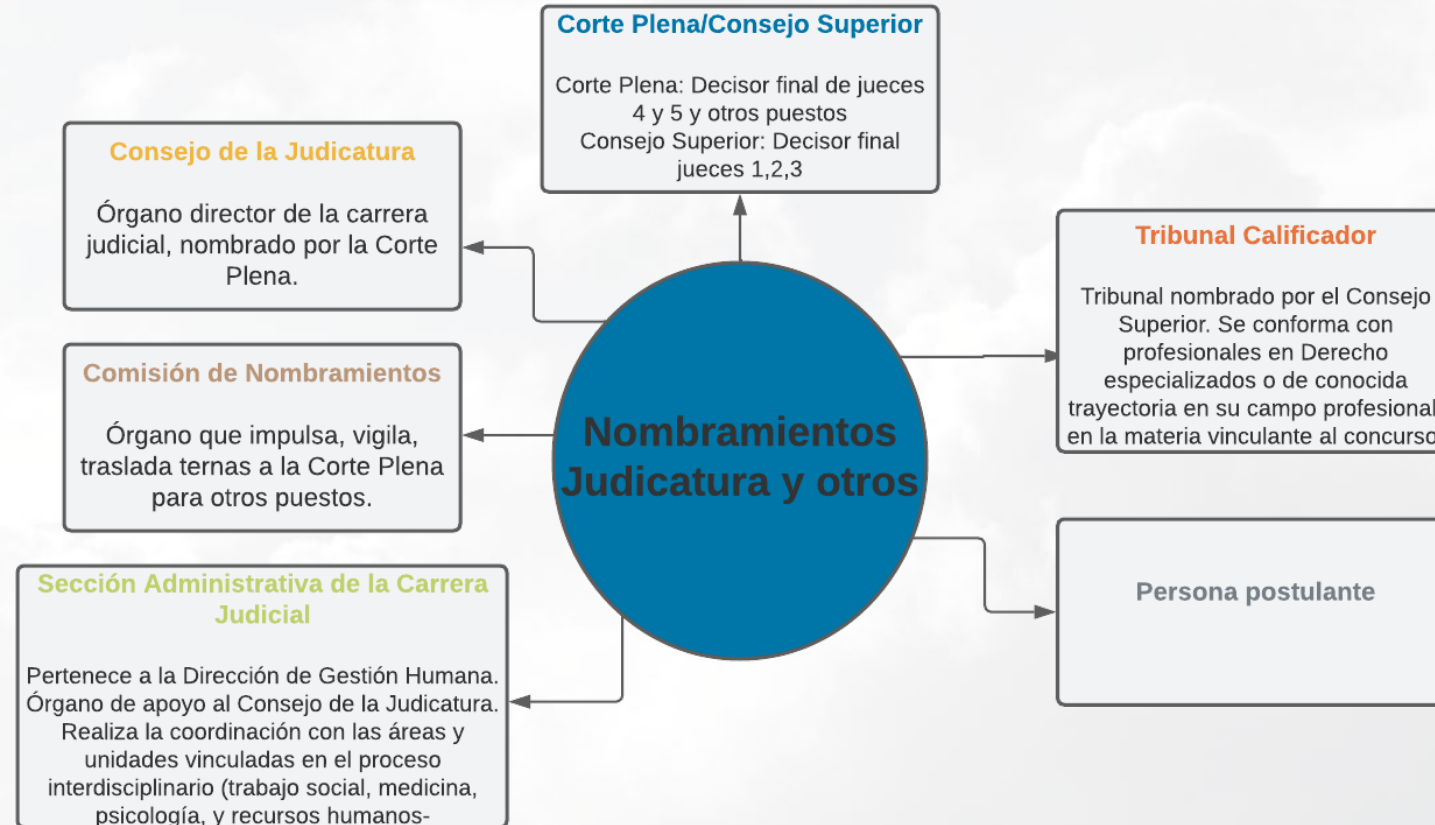 Corte Plena/Consejo Superior
Corte Plena: Decisor final de jueces
4 y 5 y otros puestos
Consejo Superior: Decisor final
jueces 1,2,3
Consejo de la Judicatura
Órgano director de la carrera
judicial, nombrado por la Corte
Plena.
Comisión de Nombramientos
Órgano que impulsa, vigila,
traslada ternas a la Corte Plena
para otros puestos.
Sección Administrativa de la Carrera
Judicial
Pertenece a la Dirección de Gestión Humana.
Órgano de apoyo al Consejo de la Judicatura.
Realiza la coordinación con las áreas y
unidades vinculadas en el proceso
interdisciplinario (trabajo social, medicina,
psicología, y recursos humanos-
Nombramientos
Judicatura y otros
Tribunal Calificador
Tribunal nombrado por el Consejo
Superior. Se conforma con
profesionales en Derecho
especializados o de conocida
trayectoria en su campo profesional
en la materia vinculante al concurso
Persona postulante